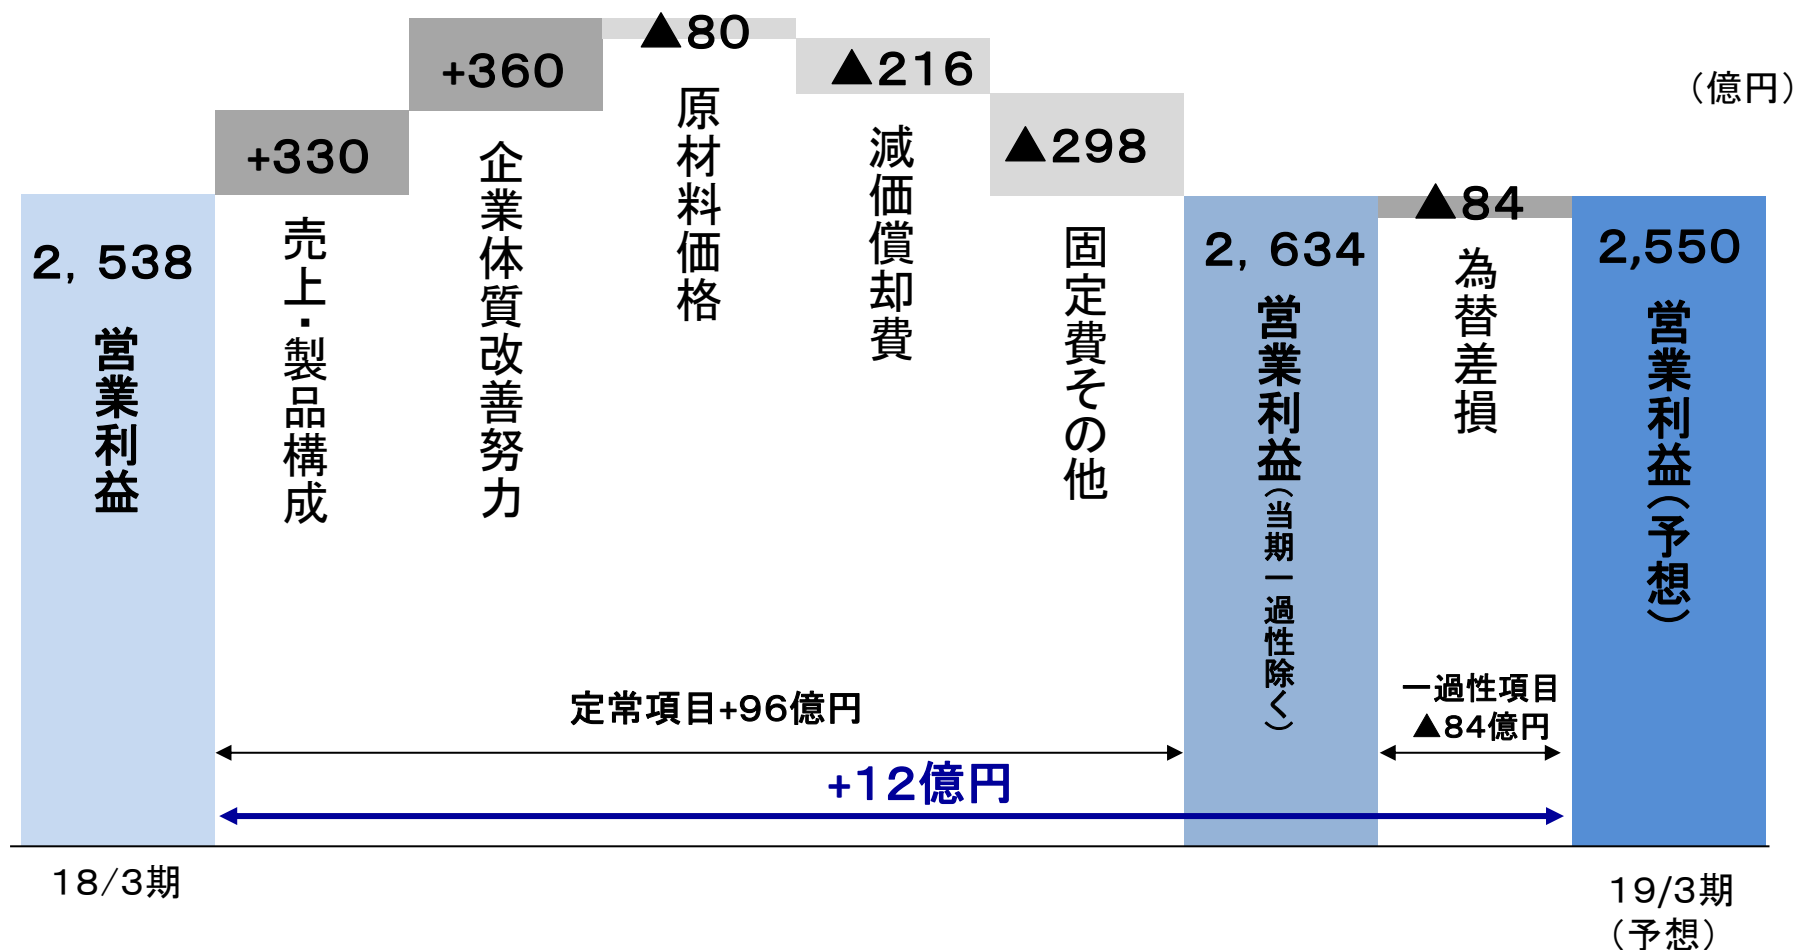 （億円）
2, 538
営業利益
+330
売上・製品構成
+360
企業体質改善努力
▲80
原材料価格
▲216
減価償却費
▲298
固定費その他
2, 634
営業利益（当期一過性除く）
▲84
為替差損
2,550
営業利益（予想）
定常項目+96億円
一過性項目
▲84億円
+12億円
18/3期
19/3期
（予想）